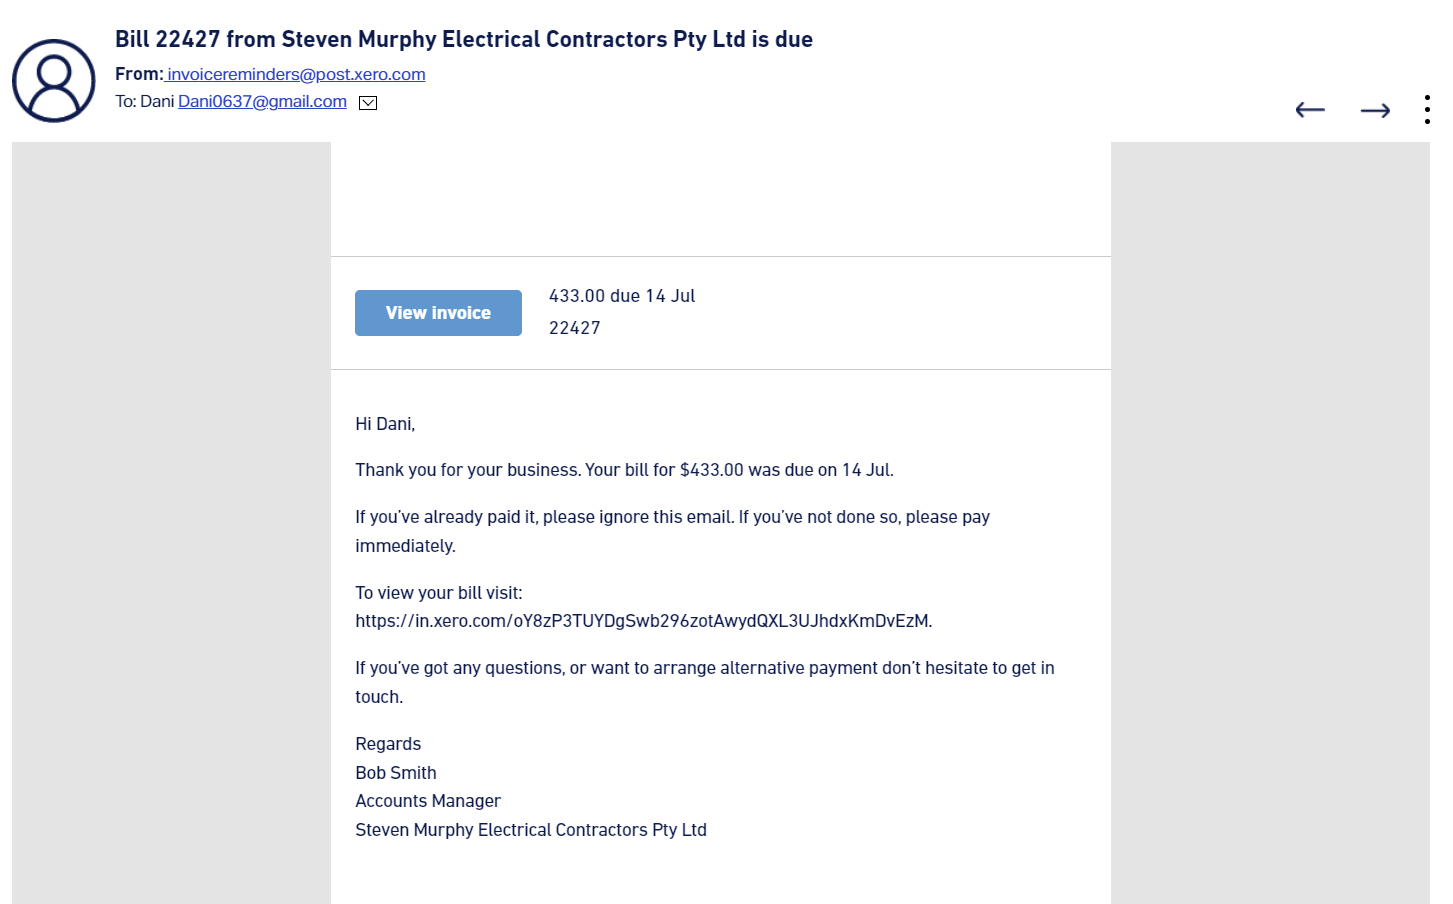 Bill 22427 from Steven Murphy Electrical Contractors Pty Ltd is due
From: invoicereminders@post.xero.com
To: Dani Dani0637@gmail.com
View invoice
433.00 due 14 Jul
22427
Hi Dani,
Thank you for your business. Your bill for $433.00 was due on 14 Jul.
If you’ve already paid it, please ignore this email. If you’ve not done so, please pay
immediately.
To view your bill visit:
https://in.xero.com/oY8zP3TUYDgSwb296zotAwydQXL3UJhdxKmDvEzM.
If you’ve got any questions, or want to arrange alternative payment don’t hesitate to get in
touch.
Regards
Bob Smith
Accounts Manager
Steven Murphy Electrical Contractors Pty Ltd